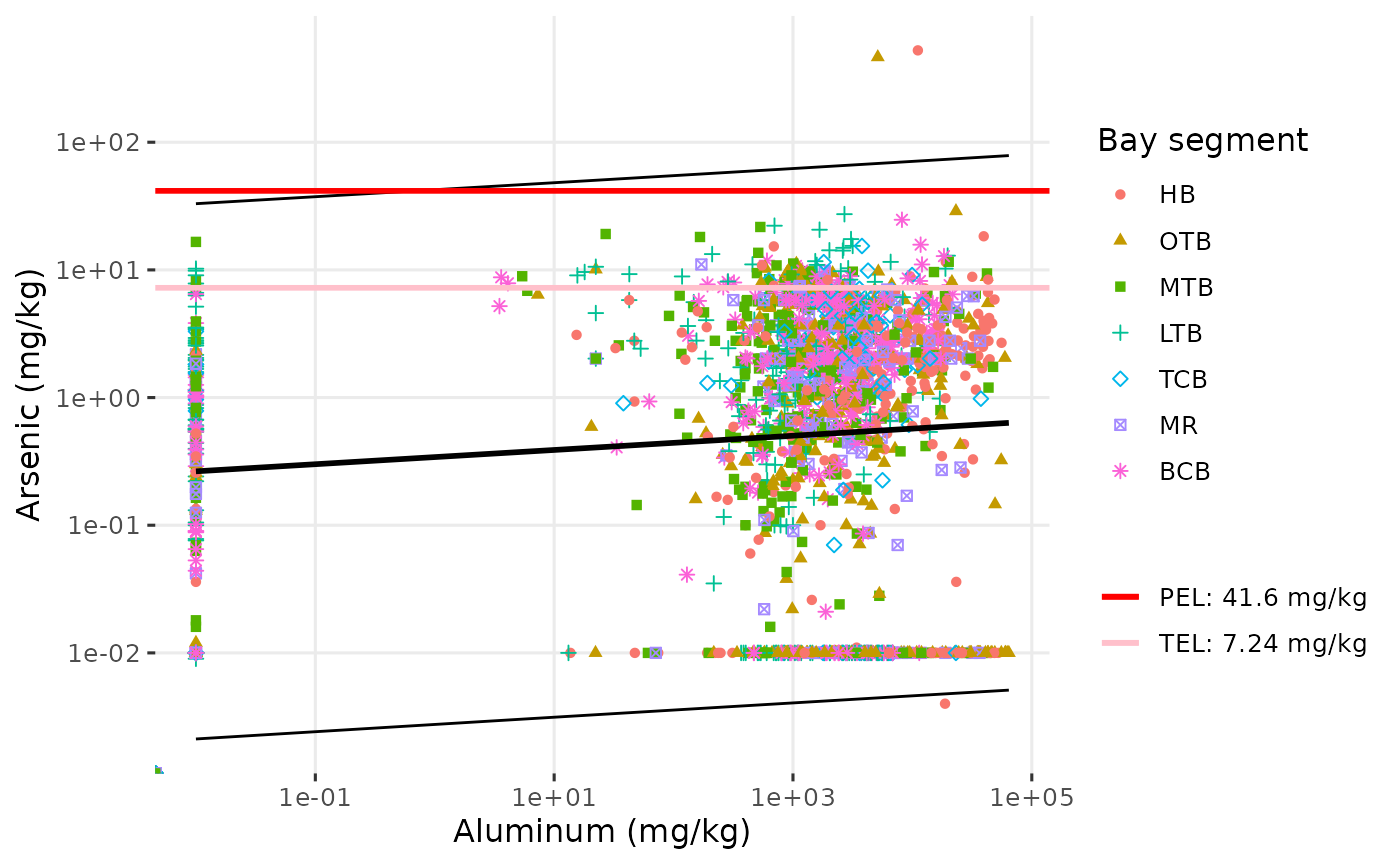 1e+02
1e+01
1e+00
1e-01
1e-02
Arsenic (mg/kg)
1e-01
1e+01
1e+03
1e+05
Aluminum (mg/kg)
Bay segment
HB
OTB
MTB
LTB
TCB
MR
BCB
PEL: 41.6 mg/kg
TEL: 7.24 mg/kg